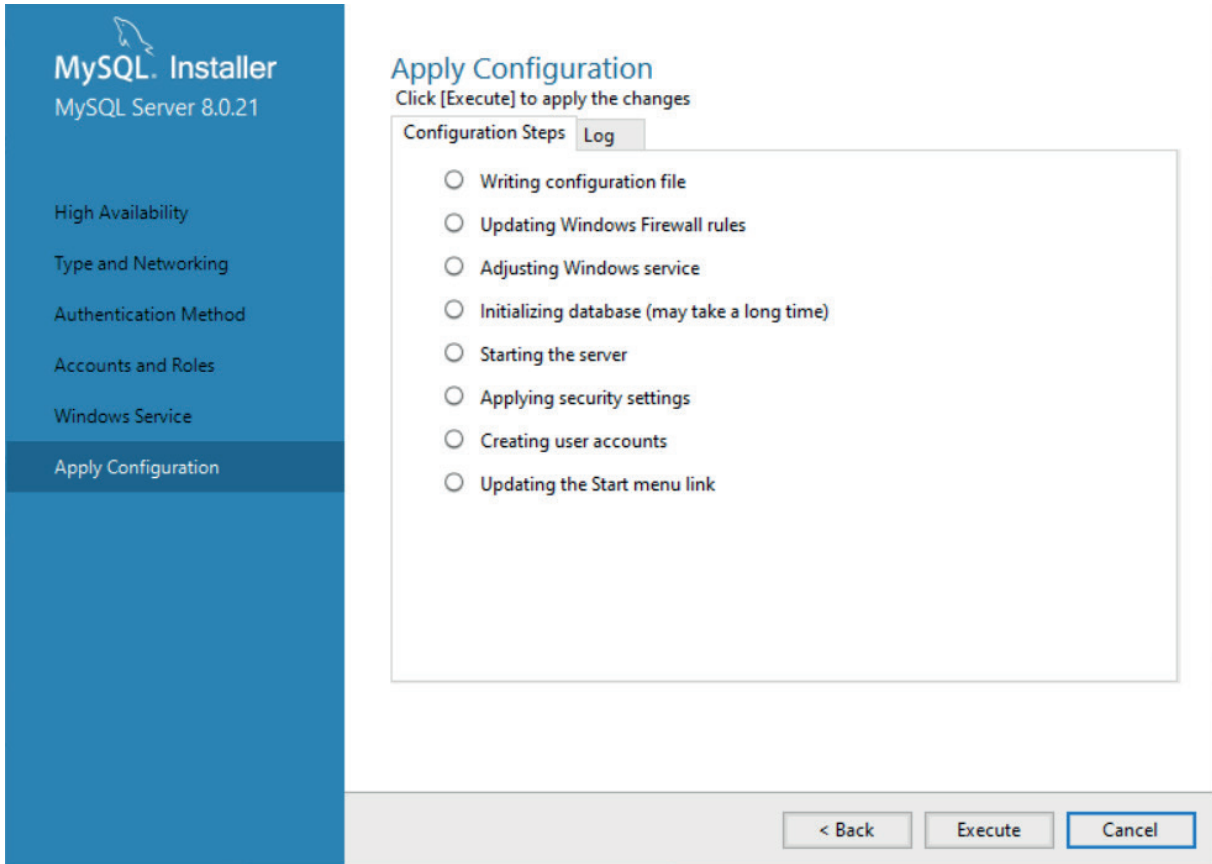 MySQL. Installer
MySQL Server 8.0.21
High Availability
Type and Networking
Authentication Method
Accounts and Roles
Windows Service
Apply Configuration
Apply Configuration
Click [Execute] to apply the changes
Configuration Steps Log
Writing configuration file
Updating Windows Firewall rules
Adjusting Windows service
Initializing database (may take a long time)
Starting the server
Applying security settings
Creating user accounts
Updating the Start menu link
< Back Execute Cancel